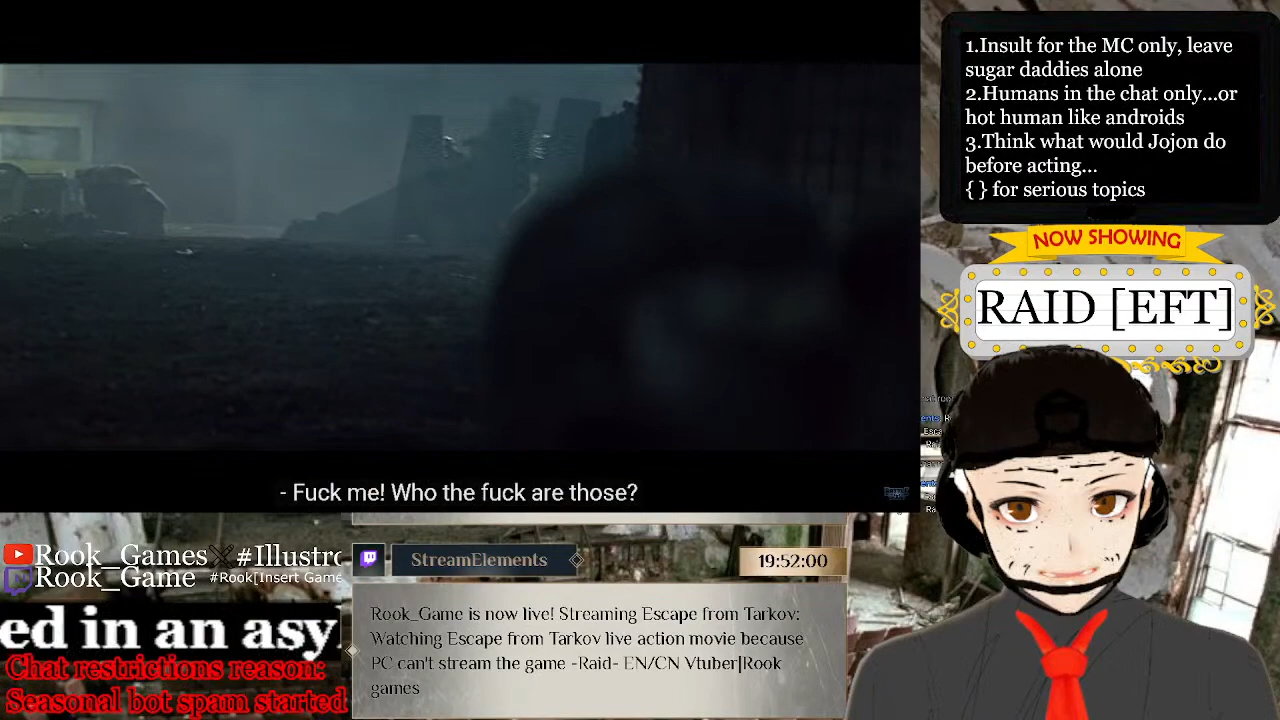 1.Insult for the MC only, leave
sugar daddies alone
2.Humans in the chat only...or
hot human like androids
3.Think what would Jojon do
before acting...
{ } for serious topics
NOW SHOWING
RAID [EFT]
- Fuck me! Who the fuck are those?
StreamElements
19:52:00
Rook_Game is now live! Streaming Escape from Tarkov:
Watching Escape from Tarkov live action movie because
PC can't stream the game -Raid- EN/CN Vtuber|Rook
games
Rook_Games
#Illustr
Rook_Game
#Rook[Insert Game
ed in an asy
Chat restrictions reason:
Seasonal bot spam started